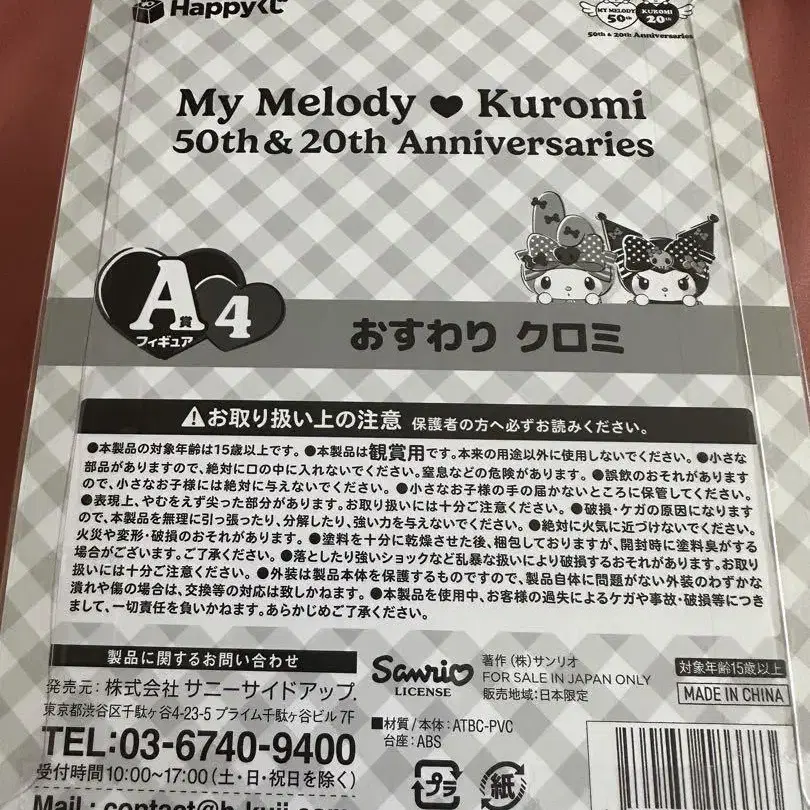 Happyくじ
MY MELODY 50th KUROMI 20th
50th & 20th Anniversaries
My Melody ♥ Kuromi
50th & 20th Anniversaries
A賞 4
フィギュア
おすわり クロミ
⚠お取り扱い上の注意 保護者の方へ必ずお読みください。
●本製品の対象年齢は15歳以上です。●本製品は観賞用です。本来の用途以外に使用しないでください。●小さな
部品がありますので、絶対に口の中に入れないでください。窒息などの危険があります。●誤飲のおそれがあります
ので、小さなお子様には絶対に与えないでください。●小さなお子様の手の届かないところに保管してください。
●表現上、やむをえず尖った部分があります。お取り扱いには十分ご注意ください。●破損・ケガの原因になります
ので、本製品を無理に引っ張ったり、分解したり、強い力を与えないでください。●絶対に火気に近づけないでください。
火災や変形・破損のおそれがあります。●塗料を十分に乾燥させた後、梱包しておりますが、開封時に塗料臭がする
場合がございます。ご了承ください。●落としたり強いショックなど乱暴な扱いにより破損するおそれがあります。お取り
扱いには十分ご注意ください。●外装は製品本体を保護するものですので、製品自体に問題がない外装のわずかな
潰れや傷の場合は、交換等の対応は致しかねます。●本製品を使用中、お客様の過失によるケガや事故・破損等につき
まして、一切責任を負いかねます。あらかじめご了承ください。
製品に関するお問い合わせ
発売元：株式会社 サニーサイドアップ
東京都渋谷区千駄ヶ谷4-23-5 プライム千駄ヶ谷ビル 7F
TEL:03-6740-9400
受付時間10:00～17:00（土・日・祝日を除く）
Mail : contact@h-kuji.com
Sanrio
LICENSE
著作（株）サンリオ
FOR SALE IN JAPAN ONLY
販売地域：日本限定
対象年齢15歳以上
MADE IN CHINA
■材質／本体：ATBC-PVC
台座：ABS
プラ
紙